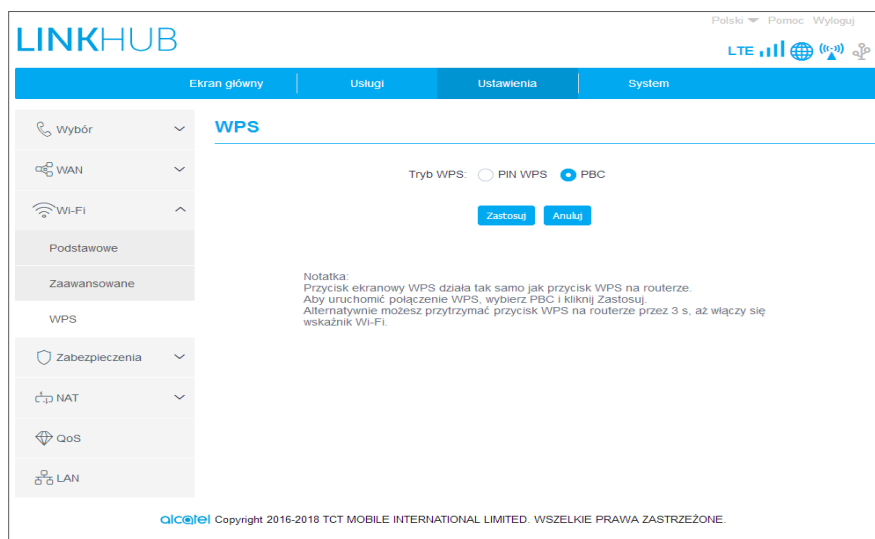 Polski Pomoc Wyloguj
LINKHUB
LTE
Ekran główny Usługi Ustawienia System
Wybór
WAN
Wi-Fi
Podstawowe
Zaawansowane
WPS
Zabezpieczenia
NAT
QoS
LAN
WPS
Tryb WPS: PIN WPS PBC
Zastosuj Anuluj
Notatka:
Przycisk ekranowy WPS działa tak samo jak przycisk WPS na routerze.
Aby uruchomić połączenie WPS, wybierz PBC i kliknij Zastosuj.
Alternatywnie możesz przytrzymać przycisk WPS na routerze przez 3 s, aż włączy się
wskaźnik Wi-Fi.
alcatel Copyright 2016-2018 TCT MOBILE INTERNATIONAL LIMITED. WSZELKIE PRAWA ZASTRZEŻONE.